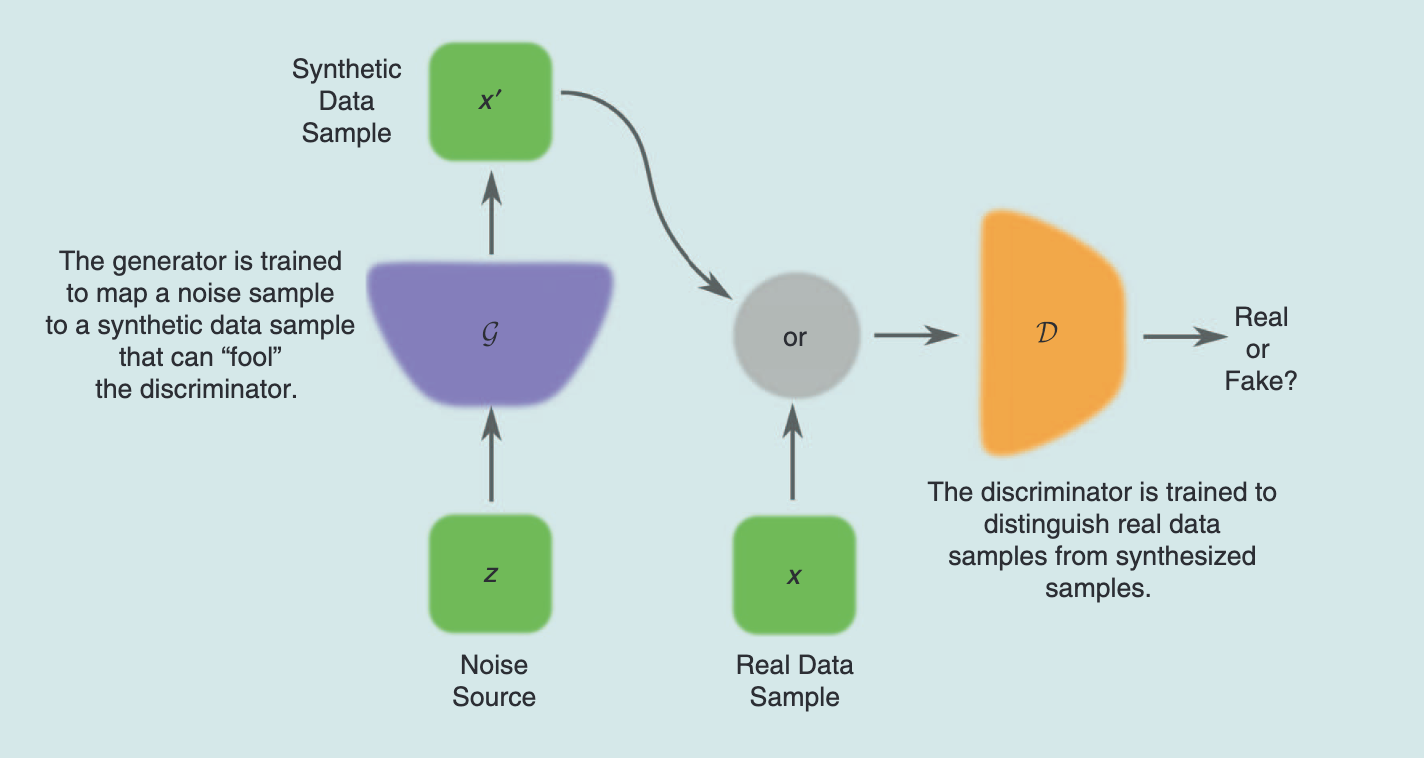 Synthetic
Data
Sample
x′
The generator is trained
to map a noise sample
to a synthetic data sample
that can “fool”
the discriminator.
𝒢
z
Noise
Source
or
x
Real Data
Sample
𝒟
Real
or
Fake?
The discriminator is trained to
distinguish real data
samples from synthesized
samples.